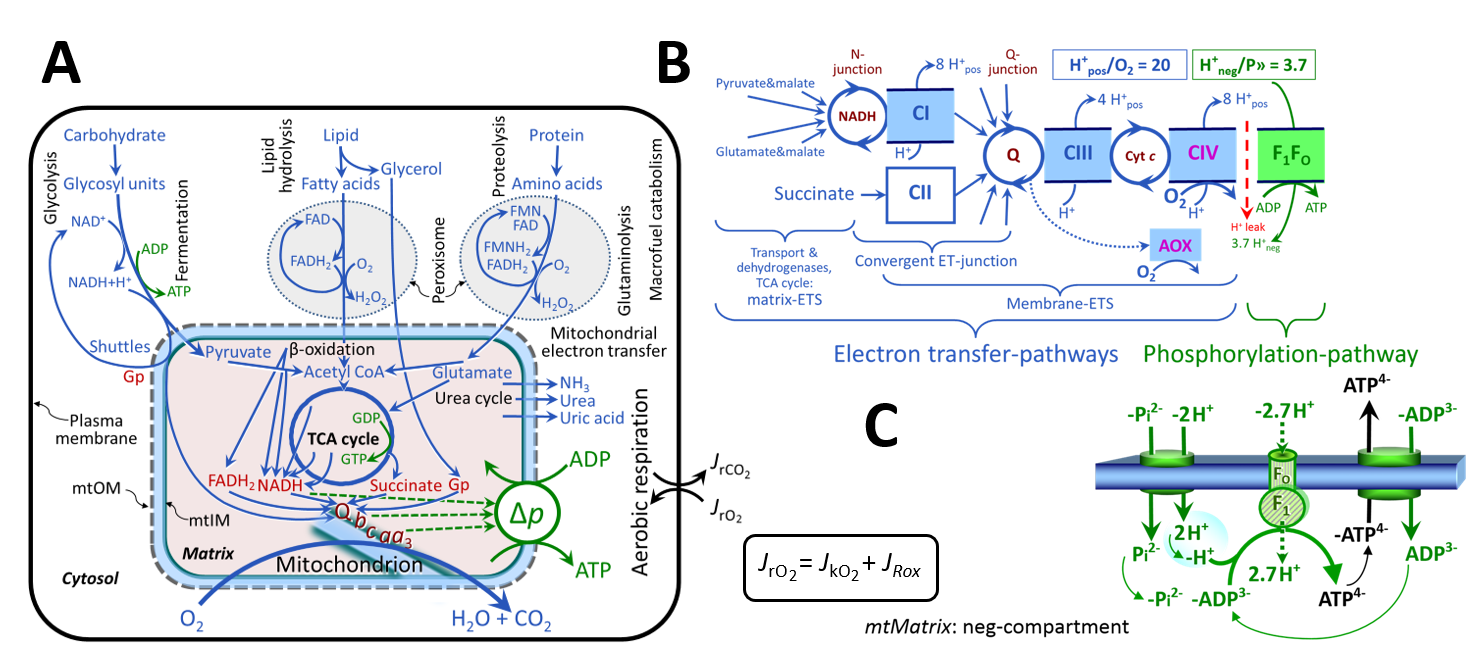 A
Carbohydrate
Glycosyl units
Glycolysis
NAD⁺
NADH+H⁺
ADP
ATP
Fermentation
Lipid
Lipid
hydrolysis
Glycerol
Fatty acids
FAD
FADH₂
O₂
H₂O₂
Peroxisome
Protein
Proteolysis
Amino acids
FMN
FAD
FMNH₂
FADH₂
O₂
H₂O₂
Glutaminolysis
Macrofuel catabolism
Mitochondrial
electron transfer
Shuttles
Gp
Pyruvate
β-oxidation
Acetyl CoA
Glutamate
Urea cycle
NH₃
Urea
Uric acid
Plasma
membrane
TCA cycle
GDP
GTP
FADH₂
NADH
Succinate
Gp
Q b c aa₃
mtOM
mtIM
Matrix
Cytosol
Mitochondrion
O₂
H₂O + CO₂
ADP
Δp
ATP
Aerobic respiration
JrCO₂
JrO₂
JrO₂ = JkO₂ + JRox
B
N-
junction
Q-
junction
H⁺pos/O₂ = 20
H⁺neg/P» = 3.7
Pyruvate&malate
Glutamate&malate
NADH
CI
8 H⁺pos
H⁺
Succinate
CII
Q
CIII
4 H⁺pos
H⁺
Cyt c
CIV
8 H⁺pos
O₂
H⁺
H⁺ leak
F₁FO
ADP
ATP
3.7 H⁺neg
AOX
O₂
Transport &
dehydrogenases,
TCA cycle:
matrix-ETS
Convergent ET-junction
Membrane-ETS
Electron transfer-pathways
Phosphorylation-pathway
C
-Pi²⁻
-2H⁺
-2.7H⁺
ATP⁴⁻
-ADP³⁻
FO
F₁
Pi²⁻
2H⁺
-H⁺
-Pi²⁻
-ADP³⁻
2.7H⁺
ATP⁴⁻
-ATP⁴⁻
ADP³⁻
mtMatrix: neg-compartment